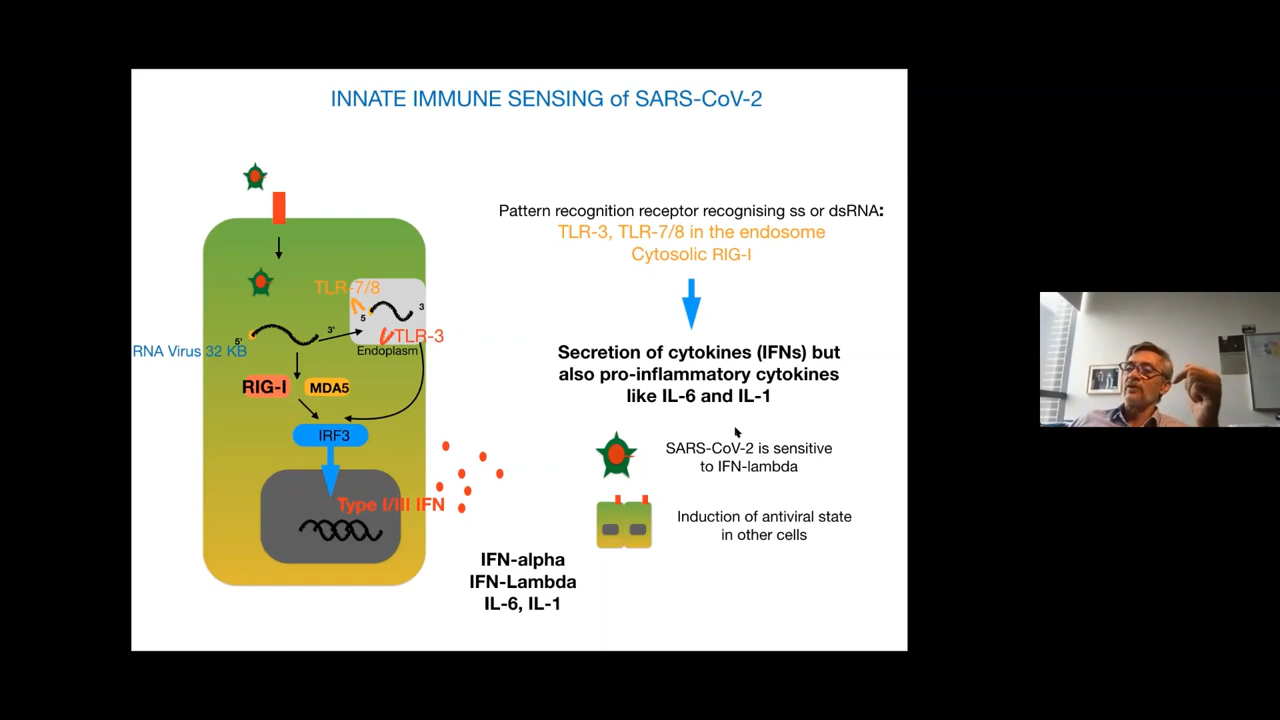 INNATE IMMUNE SENSING of SARS-CoV-2
Pattern recognition receptor recognising ss or dsRNA:
TLR-3, TLR-7/8 in the endosome
Cytosolic RIG-I
TLR-7/8
3
5
TLR-3
3'
5'
Endoplasm
RNA Virus 32 KB
RIG-I
MDA5
IRF3
Type I/III IFN
Secretion of cytokines (IFNs) but
also pro-inflammatory cytokines
like IL-6 and IL-1
SARS-CoV-2 is sensitive
to IFN-lambda
Induction of antiviral state
in other cells
IFN-alpha
IFN-Lambda
IL-6, IL-1